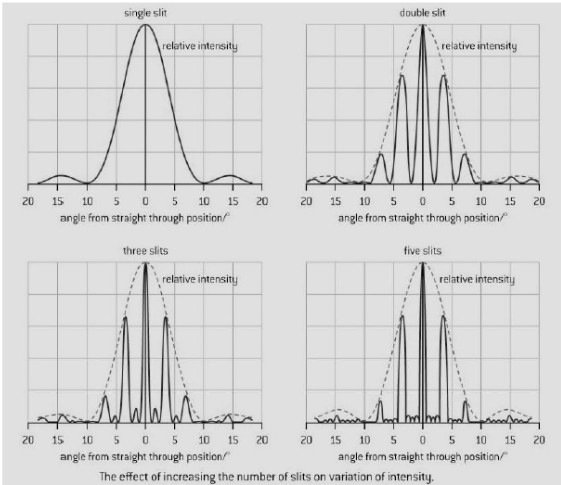 single slit
relative intensity
20 15 10 5 0 5 10 15 20
angle from straight through position/°
double slit
relative intensity
20 15 10 5 0 5 10 15 20
angle from straight through position/°
three slits
relative intensity
20 15 10 5 0 5 10 15 20
angle from straight through position/°
five slits
relative intensity
20 15 10 5 0 5 10 15 20
angle from straight through position/°
The effect of increasing the number of slits on variation of intensity.